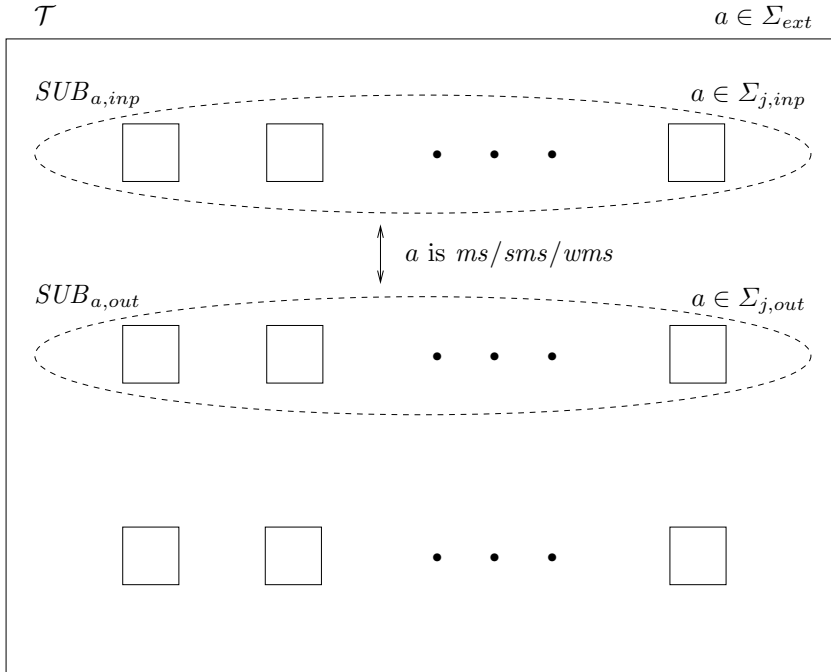 𝒯 a ∈ Σ_ext
SUB_a,inp a ∈ Σ_j,inp
a is ms/sms/wms
SUB_a,out a ∈ Σ_j,out